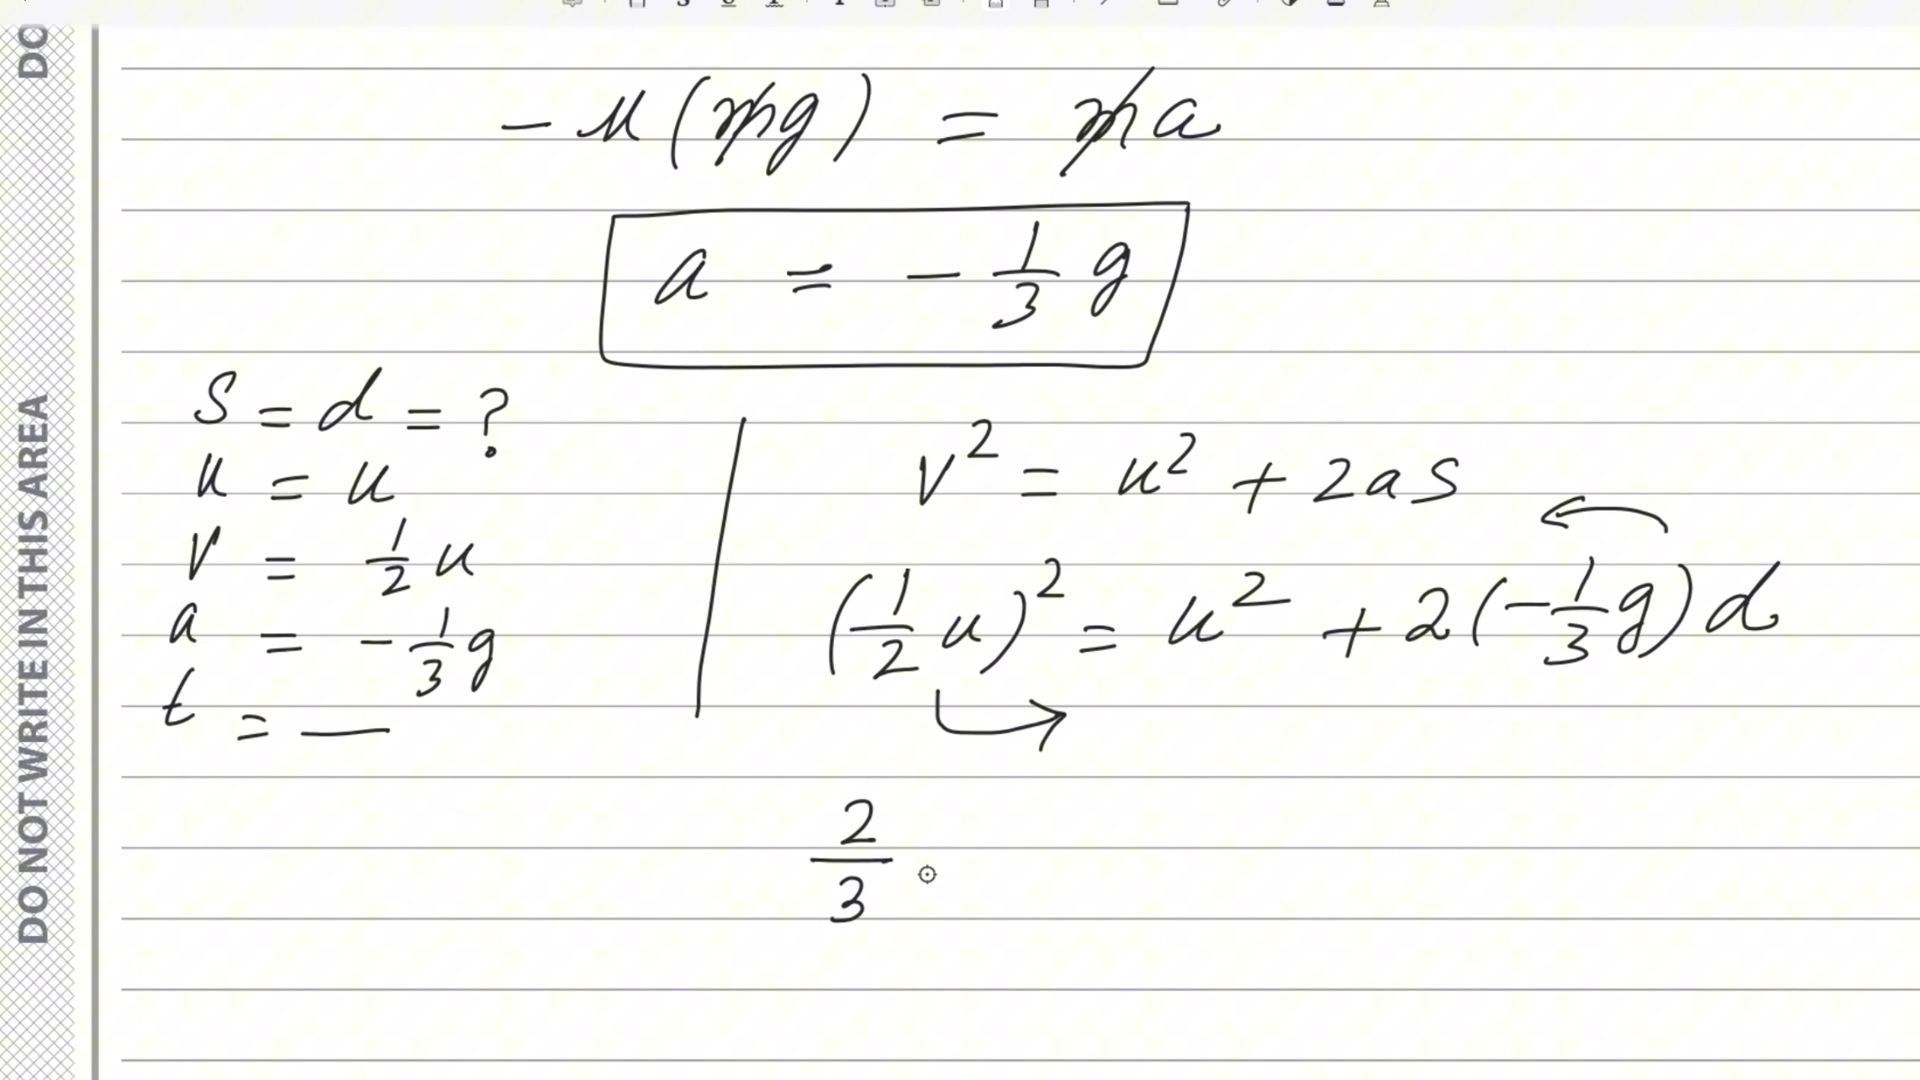 DO
DO NOT WRITE IN THIS AREA
-μ(mg) = ma
a = -1/3 g
S = d = ?
u = u
v = 1/2 u
a = -1/3 g
t = —
v² = u² + 2as
(1/2 u)² = u² + 2(-1/3 g)d
2/3